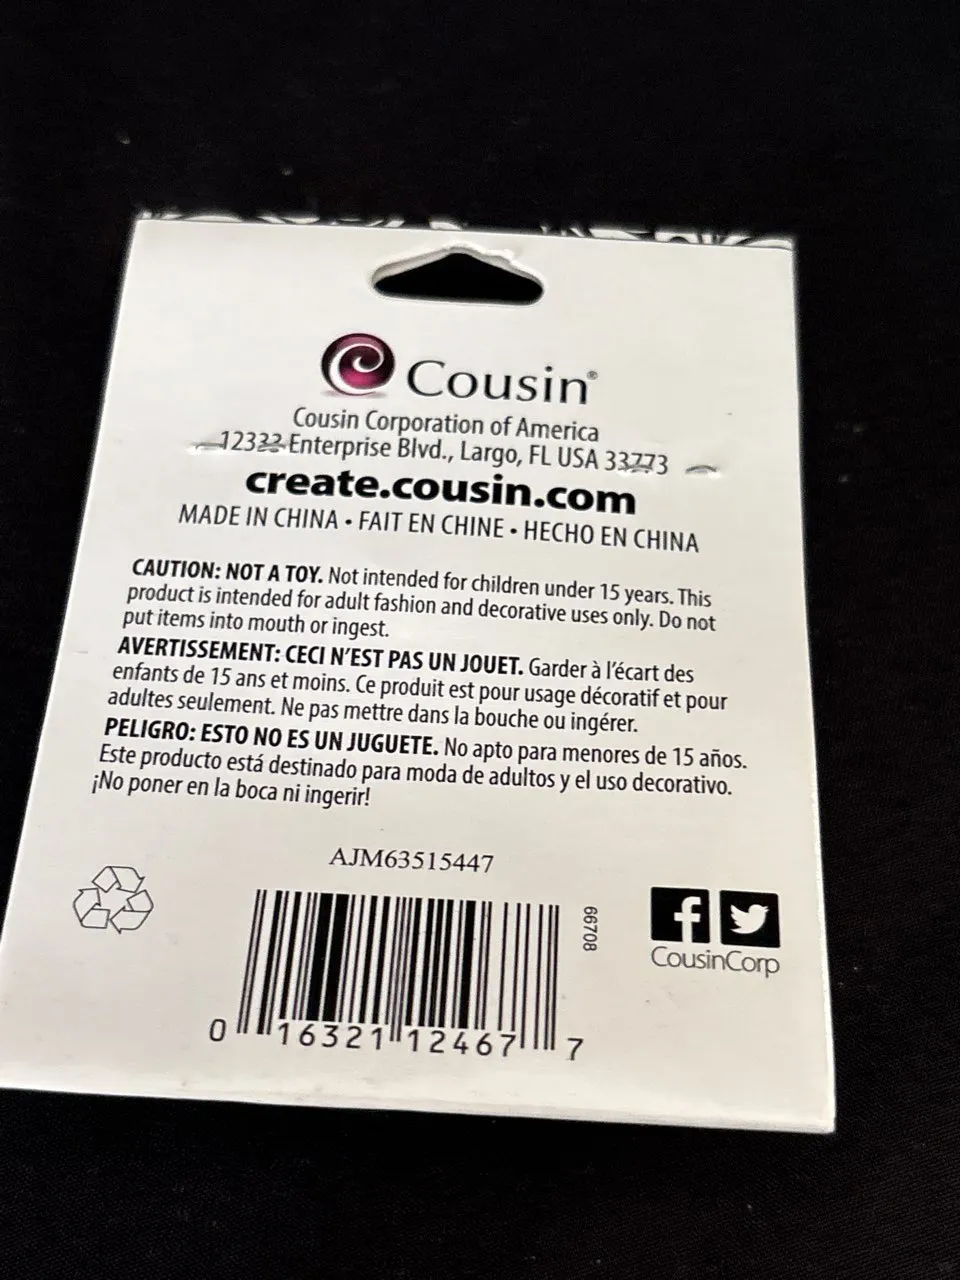 Cousin®
Cousin Corporation of America
12333 Enterprise Blvd., Largo, FL USA 33773
create.cousin.com
MADE IN CHINA • FAIT EN CHINE • HECHO EN CHINA
CAUTION: NOT A TOY. Not intended for children under 15 years. This
product is intended for adult fashion and decorative uses only. Do not
put items into mouth or ingest.
AVERTISSEMENT: CECI N'EST PAS UN JOUET. Garder à l'écart des
enfants de 15 ans et moins. Ce produit est pour usage décoratif et pour
adultes seulement. Ne pas mettre dans la bouche ou ingérer.
PELIGRO: ESTO NO ES UN JUGUETE. No apto para menores de 15 años.
Este producto está destinado para moda de adultos y el uso decorativo.
¡No poner en la boca ni ingerir!
AJM63515447
66708
CousinCorp
0 16321 12467 7